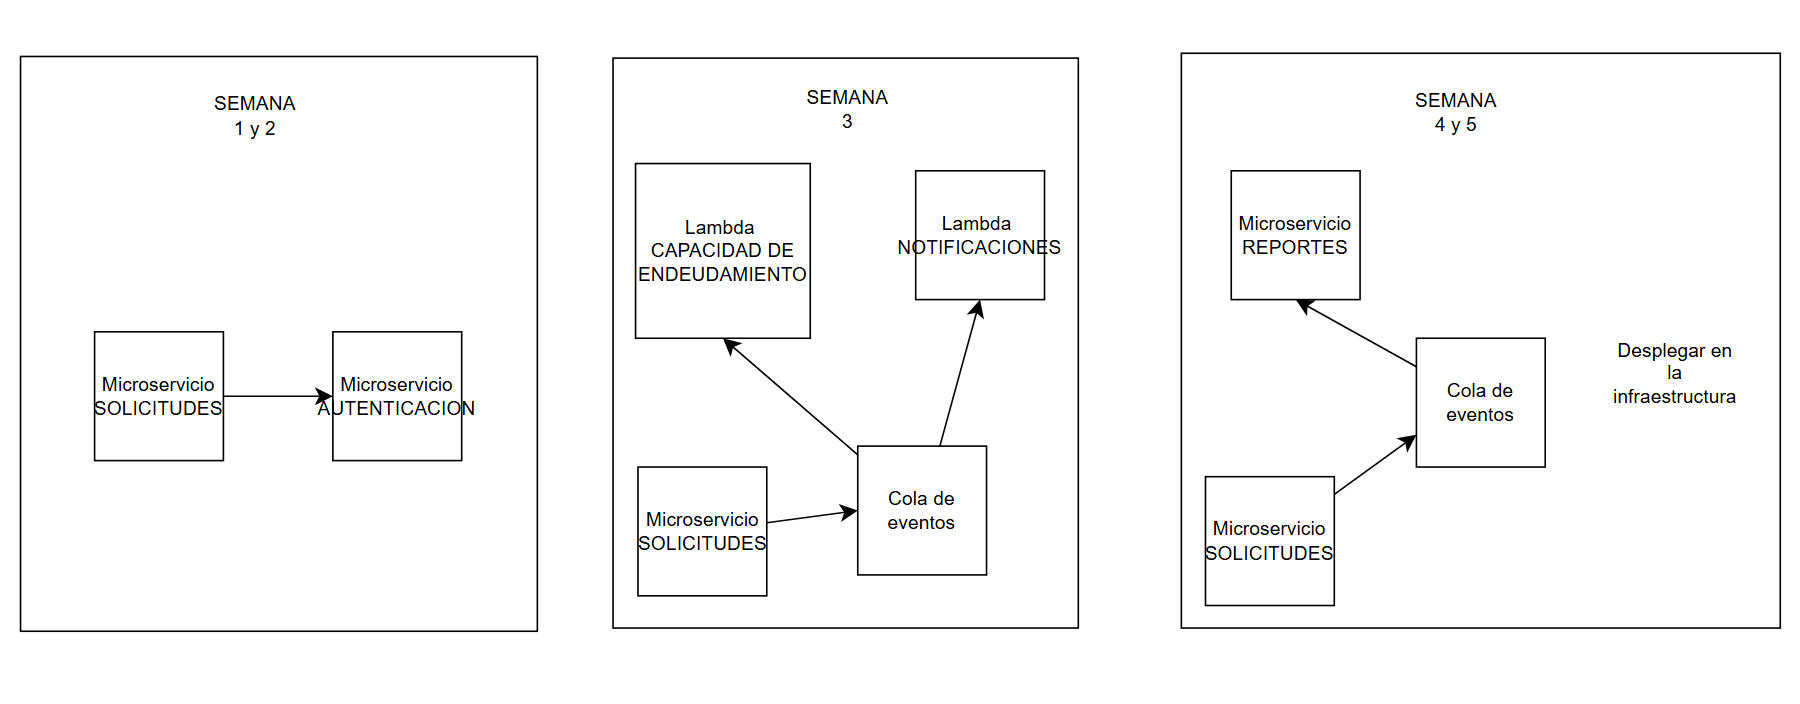 SEMANA
1 y 2
Microservicio
SOLICITUDES
Microservicio
AUTENTICACION
SEMANA
3
Lambda
CAPACIDAD DE
ENDEUDAMIENTO
Lambda
NOTIFICACIONES
Microservicio
SOLICITUDES
Cola de
eventos
SEMANA
4 y 5
Microservicio
REPORTES
Cola de
eventos
Microservicio
SOLICITUDES
Desplegar en
la
infraestructura